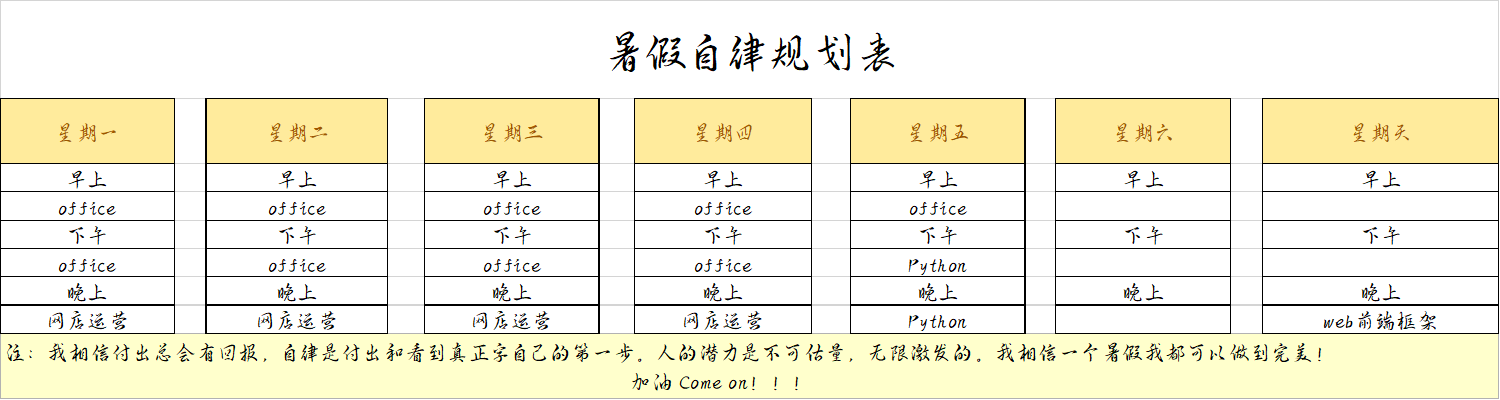 暑假自律规划表
星期一 星期二 星期三 星期四 星期五 星期六 星期天
早上 早上 早上 早上 早上 早上 早上
office office office office office
下午 下午 下午 下午 下午 下午 下午
office office office office Python
晚上 晚上 晚上 晚上 晚上 晚上 晚上
网店运营 网店运营 网店运营 网店运营 Python web前端框架
注：我相信付出总会有回报，自律是付出和看到真正字自己的第一步。人的潜力是不可估量，无限激发的。我相信一个暑假我都可以做到完美！
加油 Come on！！！